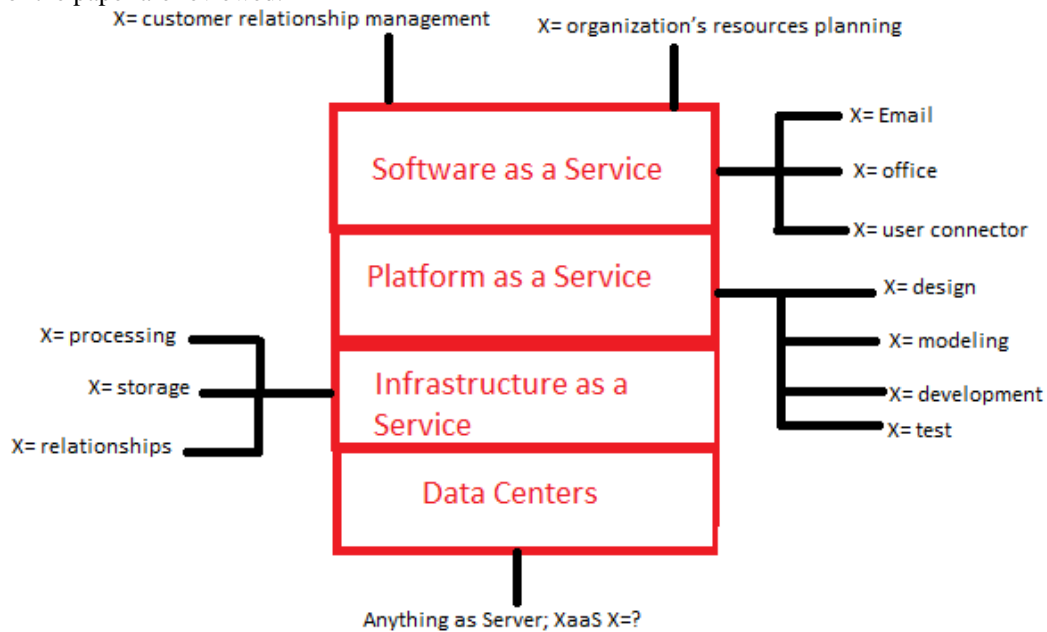 X= customer relationship management
X= organization's resources planning
Software as a Service
X= Email
X= office
X= user connector
Platform as a Service
X= design
X= modeling
X= development
X= test
X= processing
X= storage
X= relationships
Infrastructure as a
Service
Data Centers
Anything as Server; XaaS X=?